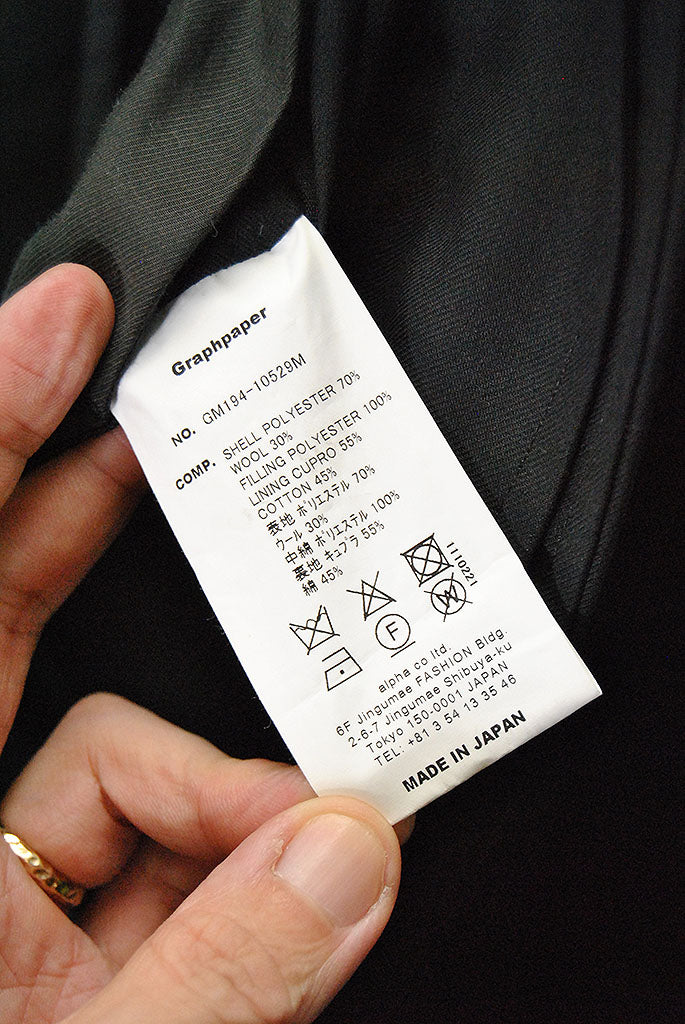 Graphpaper
NO. GM194-10529M
COMP. SHELL POLYESTER 70%
WOOL 30%
FILLING POLYESTER 100%
LINING CUPRO 55%
COTTON 45%
表地 ポリエステル 70%
ウール 30%
中綿 ポリエステル 100%
裏地 キュプラ 55%
綿 45%
1110221
W
F
alpha co ltd.
6F Jingumae FASHION Bldg.
2-6-7 Jingumae Shibuya-ku
Tokyo 150-0001 JAPAN
TEL: +81 3 54 13 35 46
MADE IN JAPAN